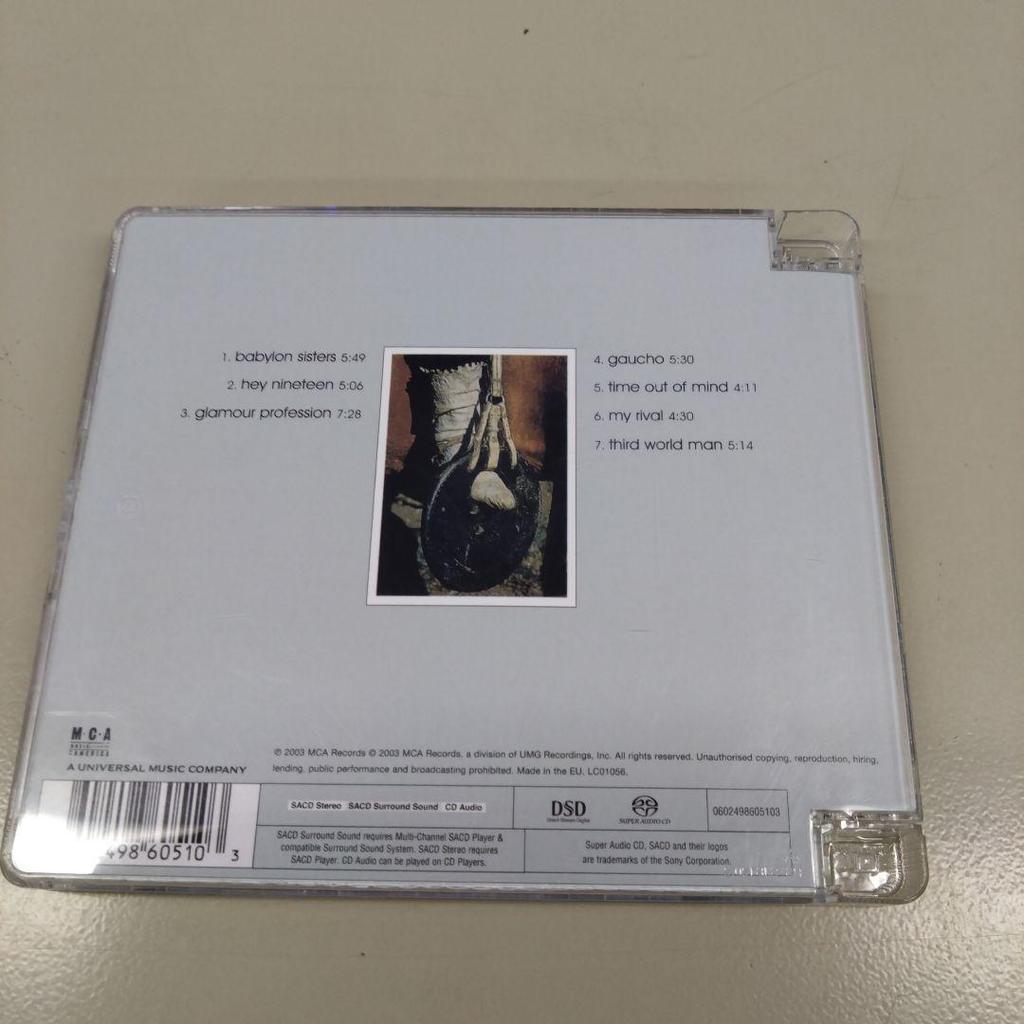 1. babylon sisters 5:49
2. hey nineteen 5:06
3. glamour profession 7:28
4. gaucho 5:30
5. time out of mind 4:11
6. my rival 4:30
7. third world man 5:14
M·C·A
A UNIVERSAL MUSIC COMPANY
℗ 2003 MCA Records © 2003 MCA Records, a division of UMG Recordings, Inc. All rights reserved. Unauthorised copying, reproduction, hiring,
lending, public performance and broadcasting prohibited. Made in the EU. LC01056.
498 60510 3
SACD Stereo SACD Surround Sound CD Audio
SACD Surround Sound requires Multi-Channel SACD Player &
compatible Surround Sound System. SACD Stereo requires
SACD Player. CD Audio can be played on CD Players.
DSD
Direct Stream Digital
SUPER AUDIO CD
0602498605103
Super Audio CD, SACD and their logos
are trademarks of the Sony Corporation.